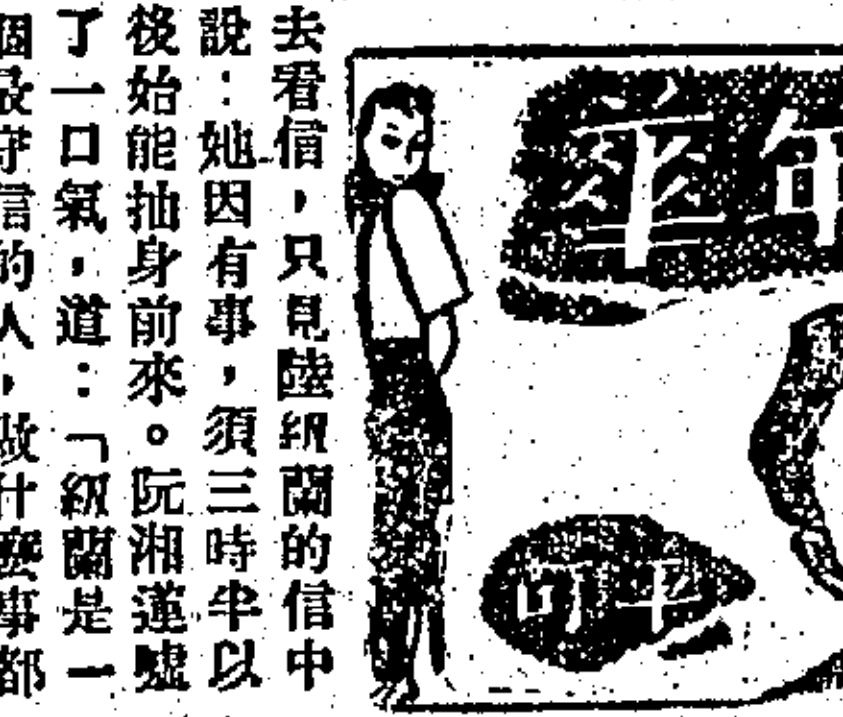 去看信，只見陸紉蘭的信中
說：她因有事，須三時半以
後始能抽身前來。阮湘蓮噓
了一口氣，道：「紉蘭是一
個最守信的人，做什麼事都